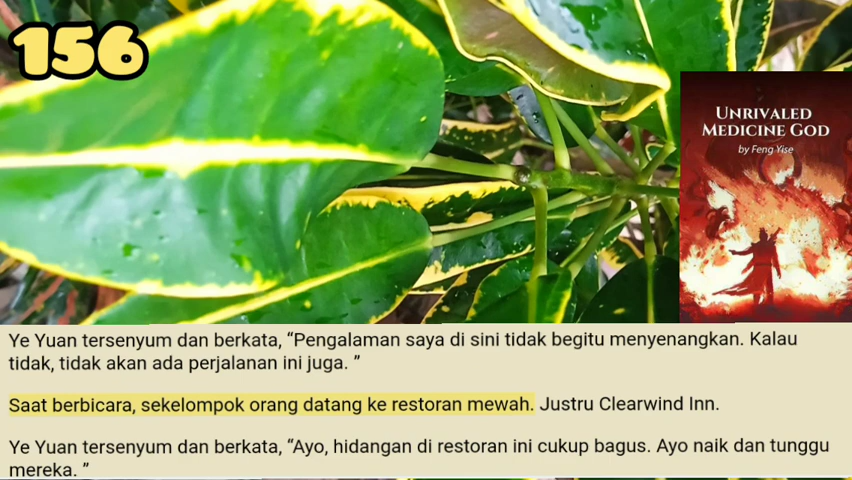 156
UNRIVALED
MEDICINE GOD
by Feng Yise
Ye Yuan tersenyum dan berkata, “Pengalaman saya di sini tidak begitu menyenangkan. Kalau
tidak, tidak akan ada perjalanan ini juga. ”
Saat berbicara, sekelompok orang datang ke restoran mewah. Justru Clearwind Inn.
Ye Yuan tersenyum dan berkata, “Ayo, hidangan di restoran ini cukup bagus. Ayo naik dan tunggu
mereka. ”